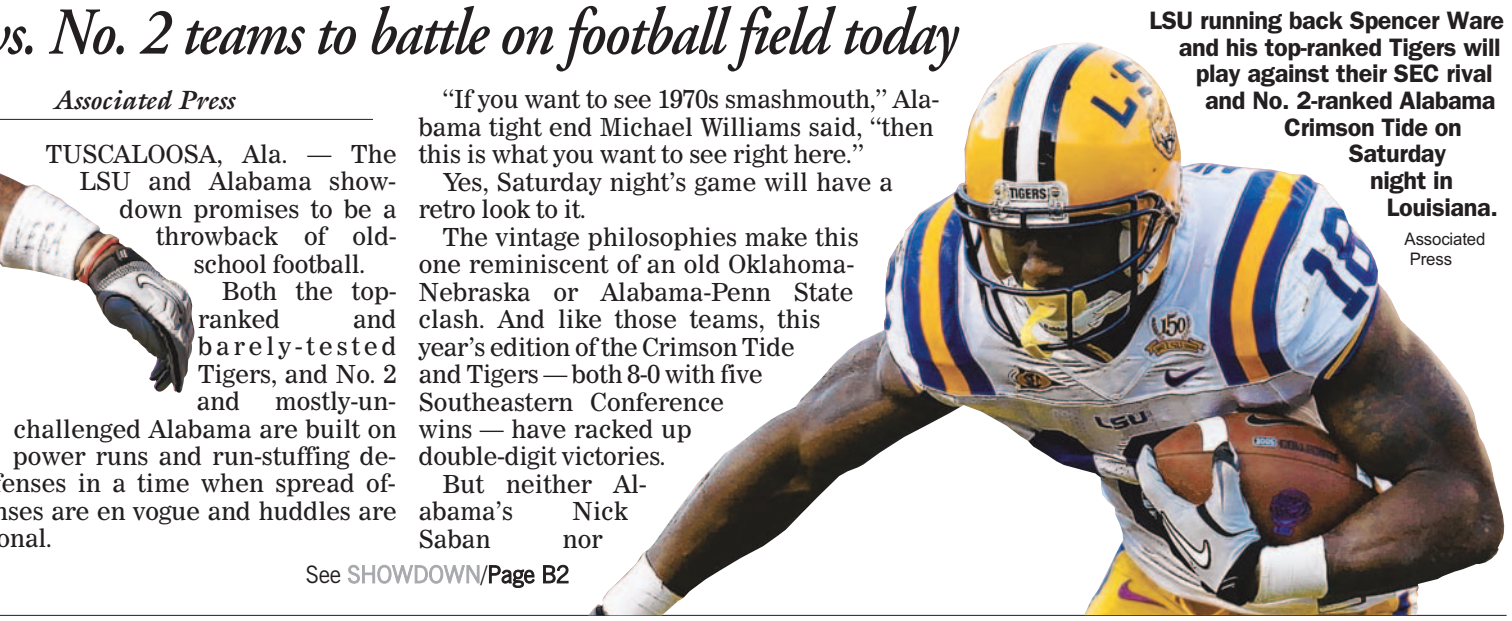 vs. No. 2 teams to battle on football field today
Associated Press
TUSCALOOSA, Ala. — The
LSU and Alabama show-
down promises to be a
throwback of old-
school football.
Both the top-
ranked and
barely-tested
Tigers, and No. 2
and mostly-un-
challenged Alabama are built on
power runs and run-stuffing de-
fenses in a time when spread of-
nses are en vogue and huddles are
onal.
“If you want to see 1970s smashmouth,” Ala-
bama tight end Michael Williams said, “then
this is what you want to see right here.”
Yes, Saturday night’s game will have a
retro look to it.
The vintage philosophies make this
one reminiscent of an old Oklahoma-
Nebraska or Alabama-Penn State
clash. And like those teams, this
year’s edition of the Crimson Tide
and Tigers — both 8-0 with five
Southeastern Conference
wins — have racked up
double-digit victories.
But neither Al-
abama’s Nick
Saban nor
See SHOWDOWN/Page B2
LSU running back Spencer Ware
and his top-ranked Tigers will
play against their SEC rival
and No. 2-ranked Alabama
Crimson Tide on
Saturday
night in
Louisiana.
Associated
Press
TIGERS
18
150
LSU